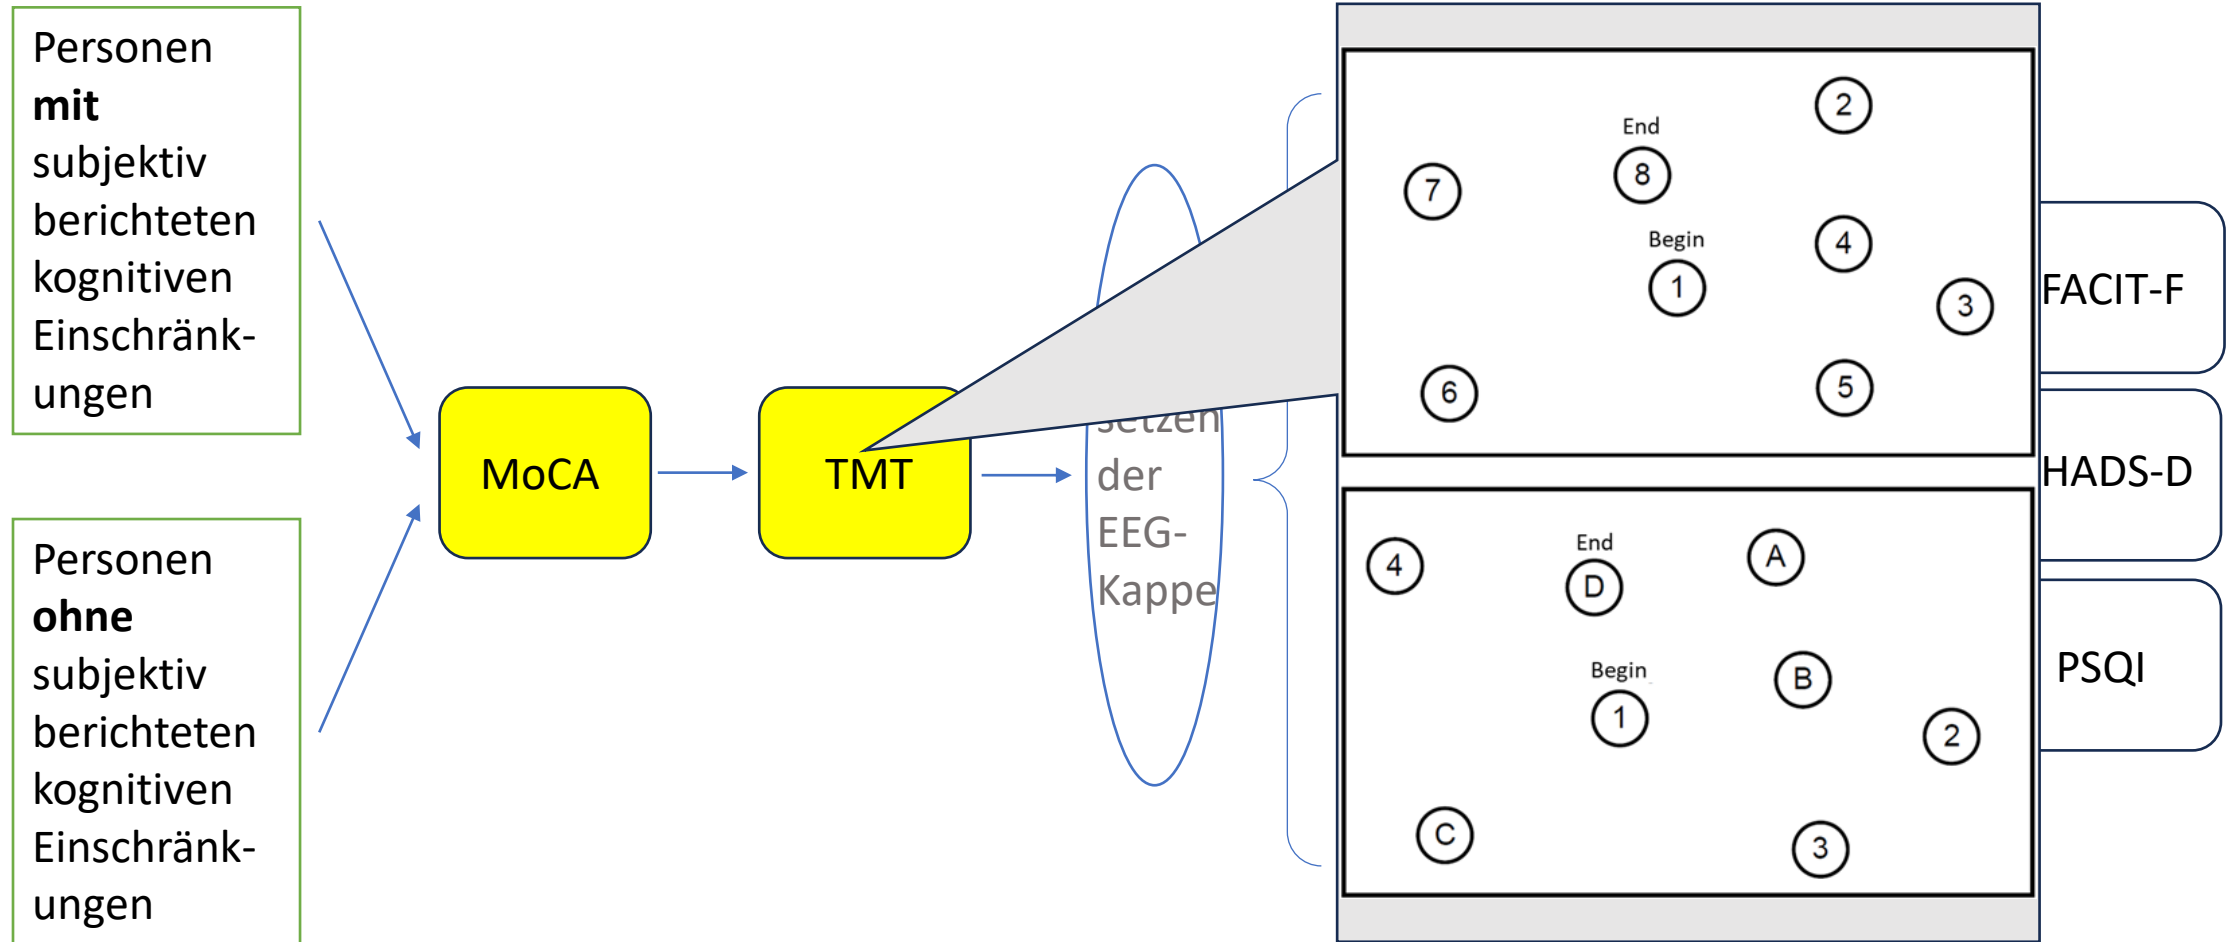 Personen
mit
subjektiv
berichteten
kognitiven
Einschränk-
ungen
Personen
ohne
subjektiv
berichteten
kognitiven
Einschränk-
ungen
MoCA
TMT
setzen
der
EEG-
Kappe
2
End
8
7
4
Begin
1
3
6
5
4
End
D
A
B
Begin
1
2
C
3
FACIT-F
HADS-D
PSQI